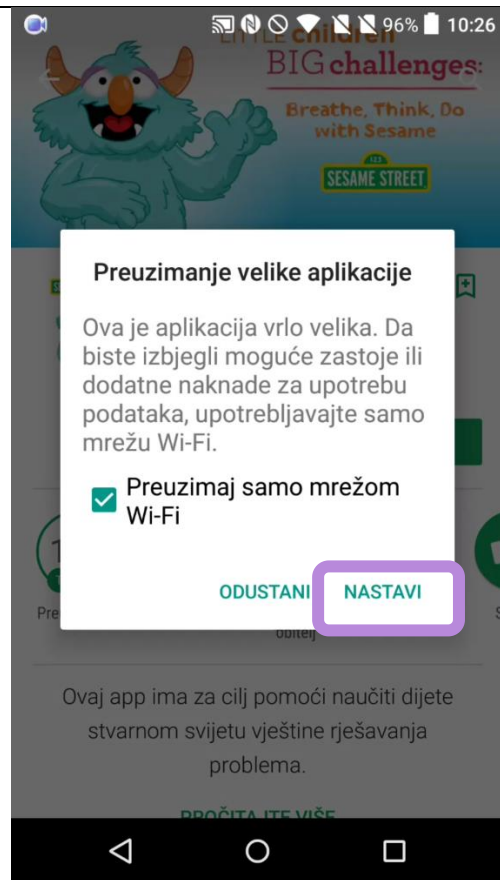 96% 10:26
LITTLE children
BIG challenges:
Breathe, Think, Do
with Sesame
123
SESAME STREET
Preuzimanje velike aplikacije
Ova je aplikacija vrlo velika. Da
biste izbjegli moguće zastoje ili
dodatne naknade za upotrebu
podataka, upotrebljavajte samo
mrežu Wi-Fi.
Preuzimaj samo mrežom
Wi-Fi
ODUSTANI NASTAVI
obitelj
Ovaj app ima za cilj pomoći naučiti dijete
stvarnom svijetu vještine rješavanja
problema.
PROČITAJTE VIŠE